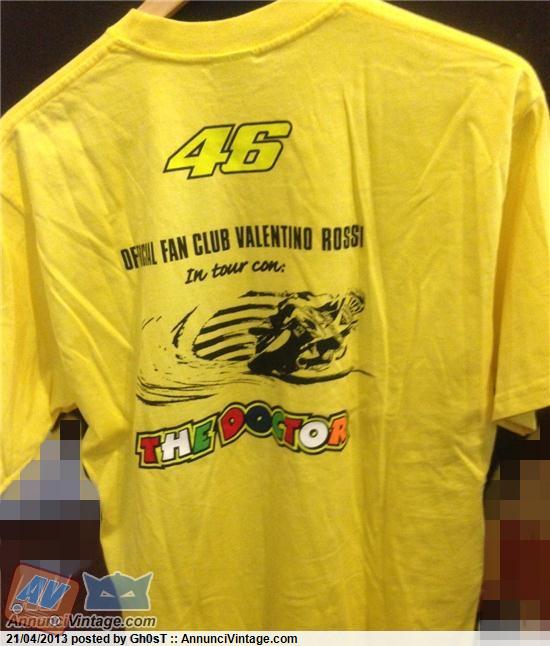 46
OFFICIAL FAN CLUB VALENTINO ROSSI
In tour con:
THE DOCTOR
AV
AnnunciVintage.com
21/04/2013 posted by Gh0sT :: AnnunciVintage.com